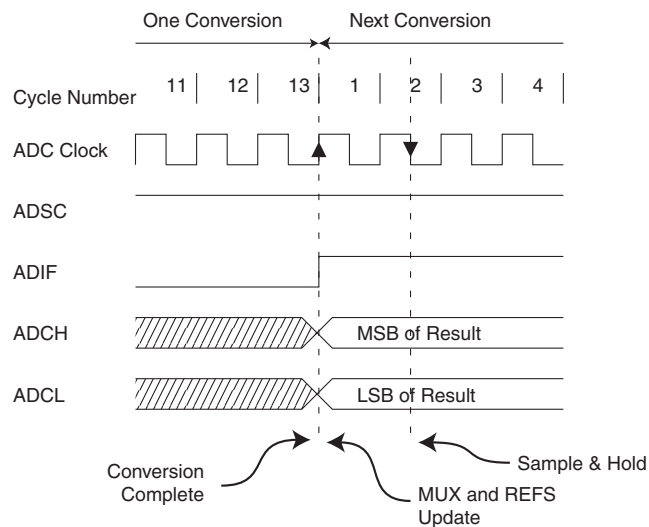 One Conversion Next Conversion
Cycle Number 11 12 13 1 2 3 4
ADC Clock
ADSC
ADIF
ADCH MSB of Result
ADCL LSB of Result
Conversion
Complete
MUX and REFS
Update
Sample & Hold